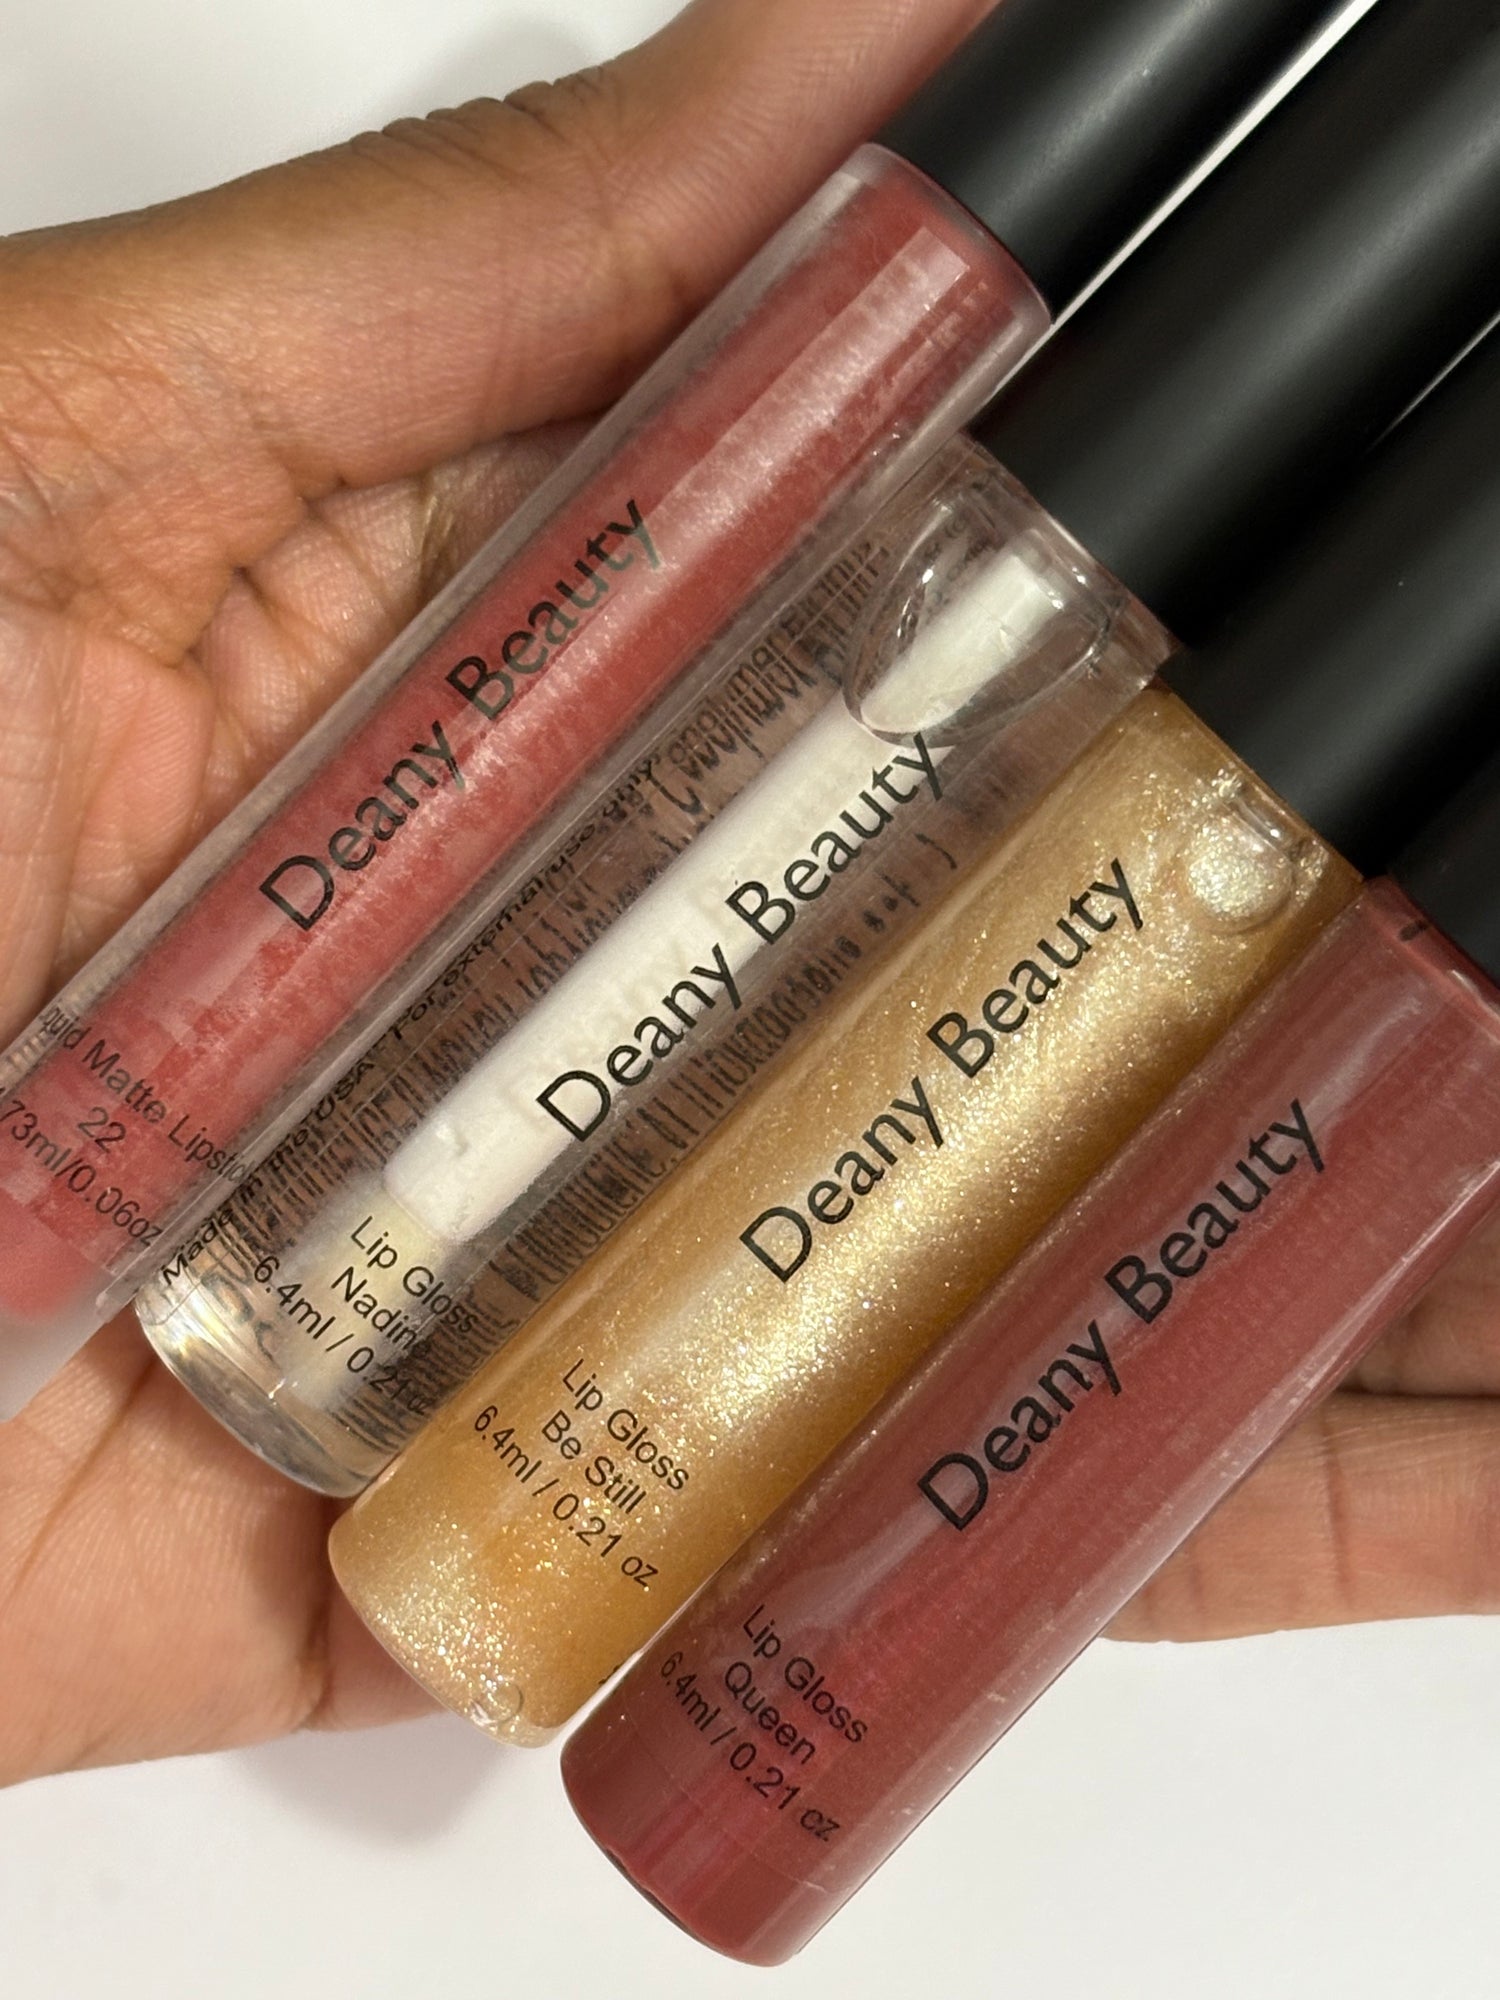 Deany Beauty
Liquid Matte Lipstick
22
73ml/0.06oz
Deany Beauty
Lip Gloss
Nadine
6.4ml / 0.21 oz
Made in the USA For external use only.
Deany Beauty
Lip Gloss
Be Still
6.4ml / 0.21 oz
Deany Beauty
Lip Gloss
Queen
6.4ml / 0.21 oz